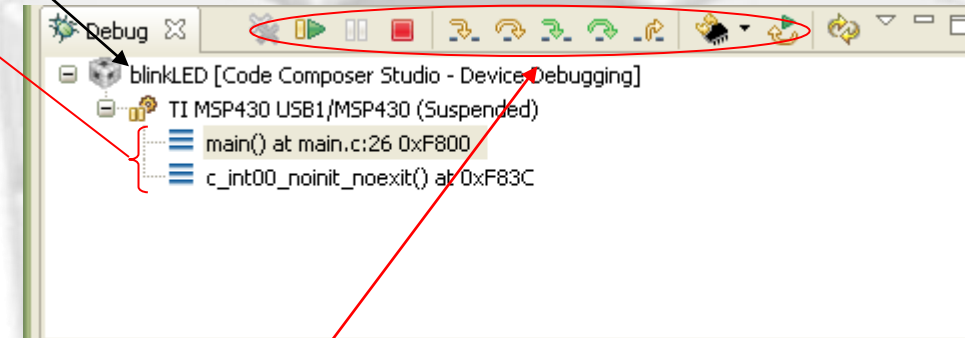 Debug
blinkLED [Code Composer Studio - Device Debugging]
TI MSP430 USB1/MSP430 (Suspended)
main() at main.c:26 0xF800
c_int00_noinit_noexit() at 0xF83C